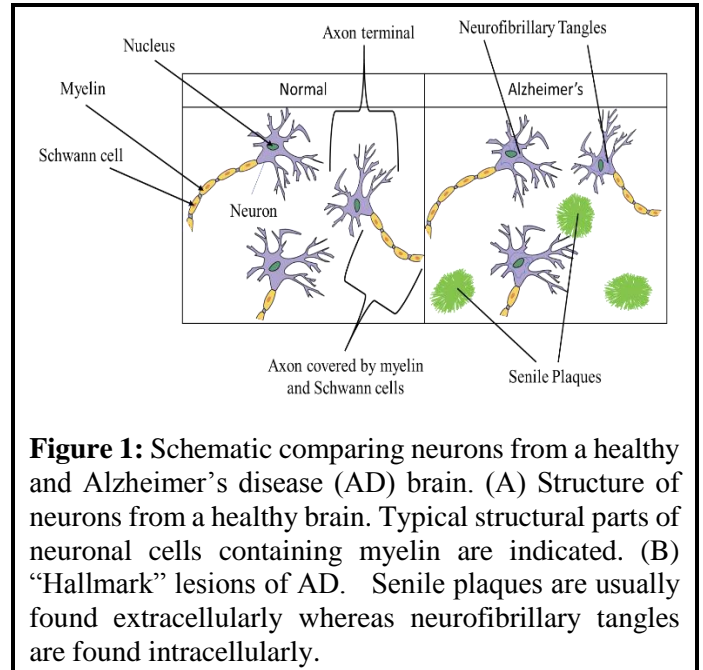 Axon terminal
Neurofibrillary Tangles
Nucleus
Normal
Alzheimer's
Myelin
Schwann cell
Neuron
Axon covered by myelin
and Schwann cells
Senile Plaques
Figure 1: Schematic comparing neurons from a healthy
and Alzheimer's disease (AD) brain. (A) Structure of
neurons from a healthy brain. Typical structural parts of
neuronal cells containing myelin are indicated. (B)
“Hallmark” lesions of AD.   Senile plaques are usually
found extracellularly whereas neurofibrillary tangles
are found intracellularly.